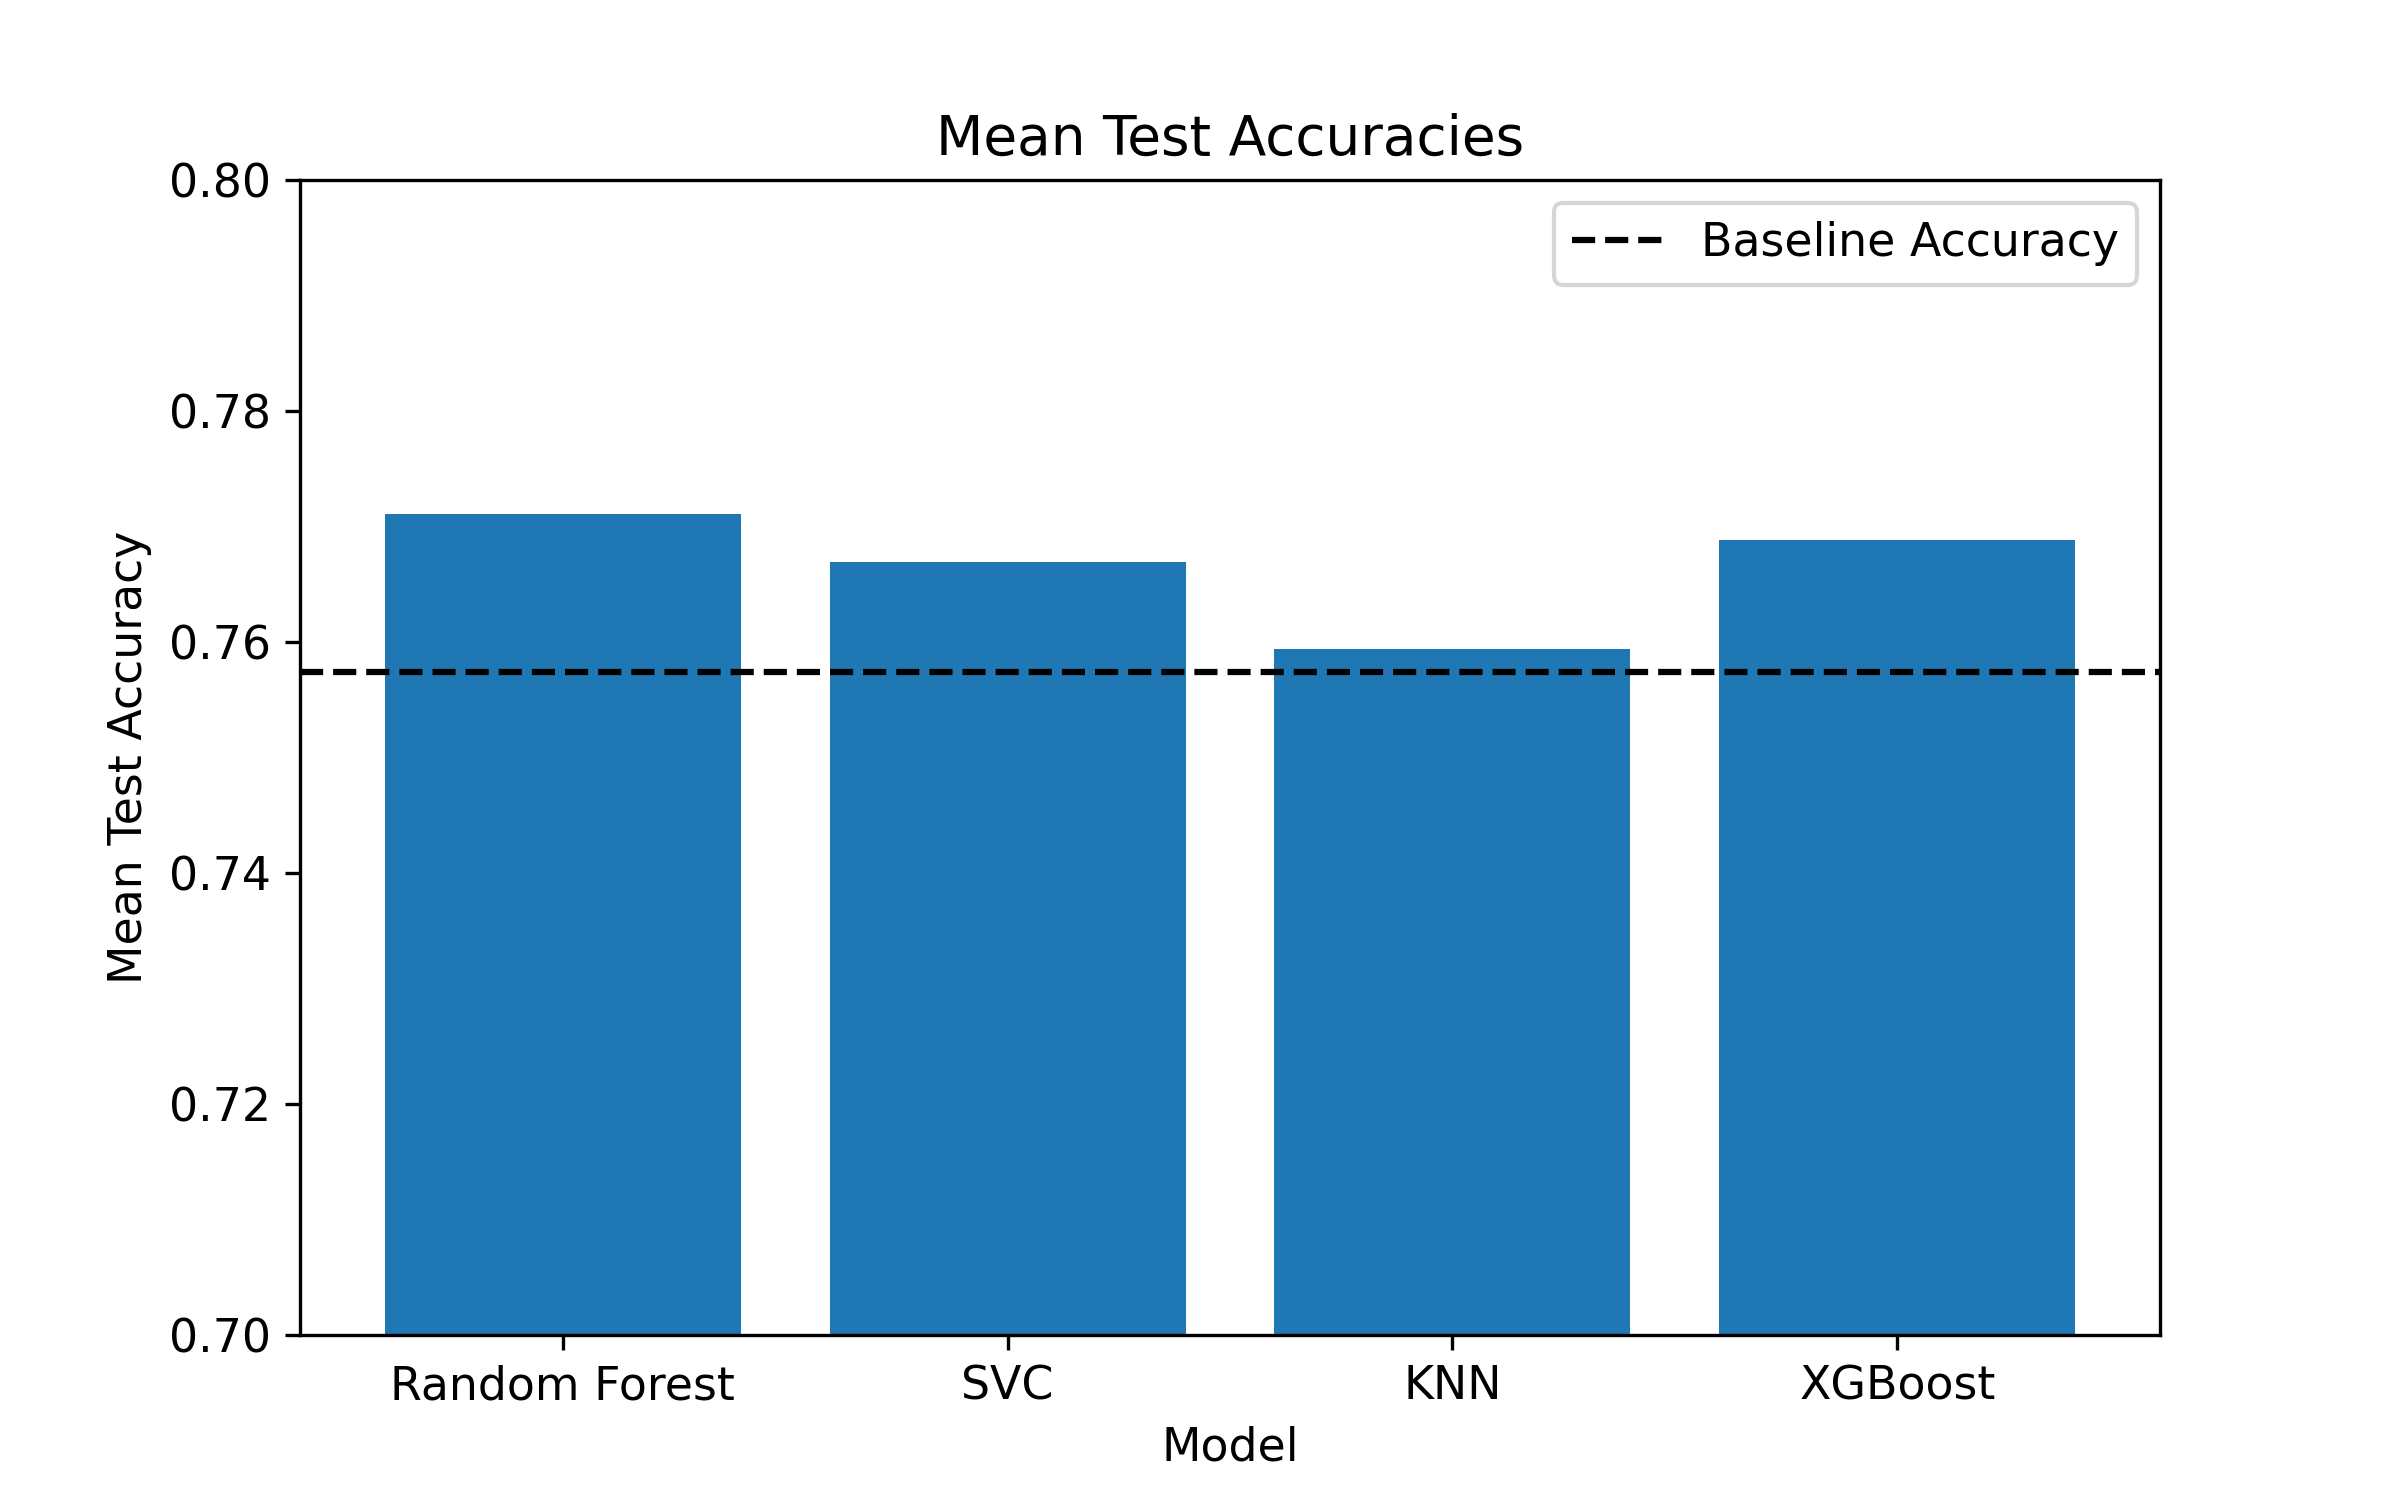 Mean Test Accuracies
0.80
Baseline Accuracy
0.78
0.76
0.74
0.72
0.70
Mean Test Accuracy
Random Forest SVC KNN XGBoost
Model